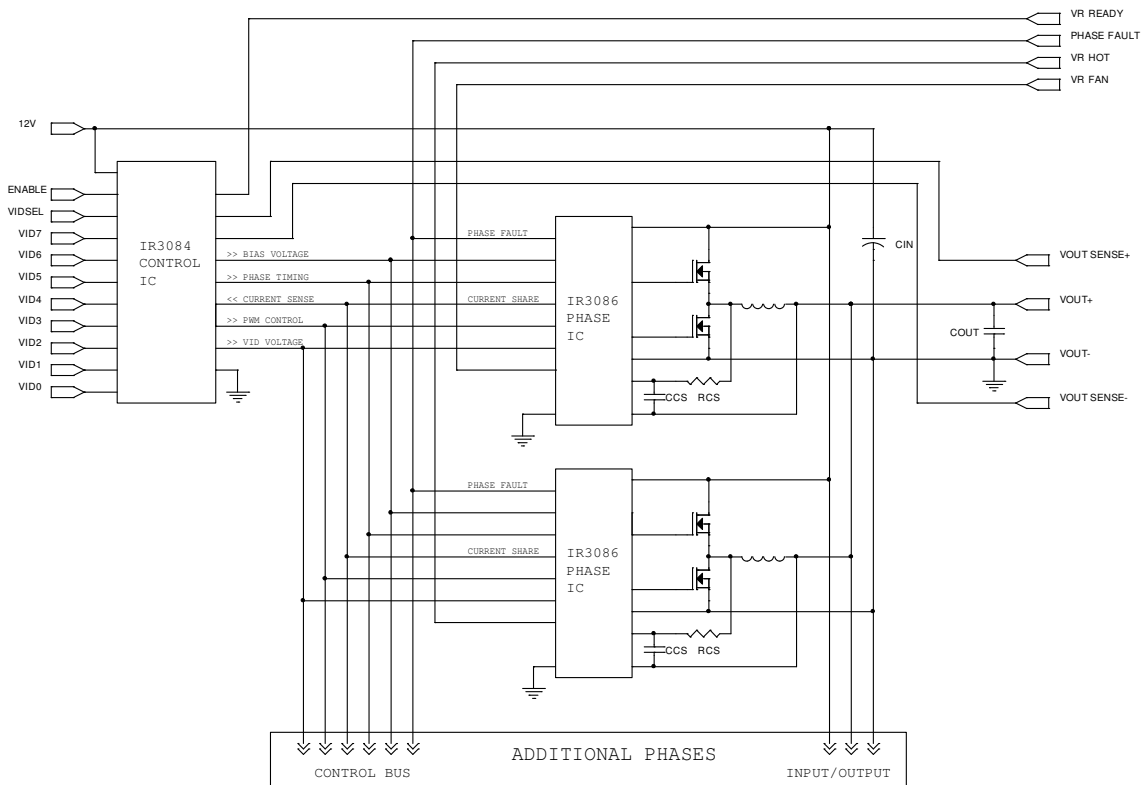 VR READY
PHASE FAULT
VR HOT
VR FAN
12V
ENABLE
VIDSEL
VID7
VID6
VID5
VID4
VID3
VID2
VID1
VID0
IR3084
CONTROL
IC
>> BIAS VOLTAGE
>> PHASE TIMING
<< CURRENT SENSE
>> PWM CONTROL
>> VID VOLTAGE
PHASE FAULT
CURRENT SHARE
IR3086
PHASE
IC
CCS RCS
CIN
COUT
VOUT SENSE+
VOUT+
VOUT-
VOUT SENSE-
PHASE FAULT
CURRENT SHARE
IR3086
PHASE
IC
CCS RCS
ADDITIONAL PHASES
CONTROL BUS
INPUT/OUTPUT